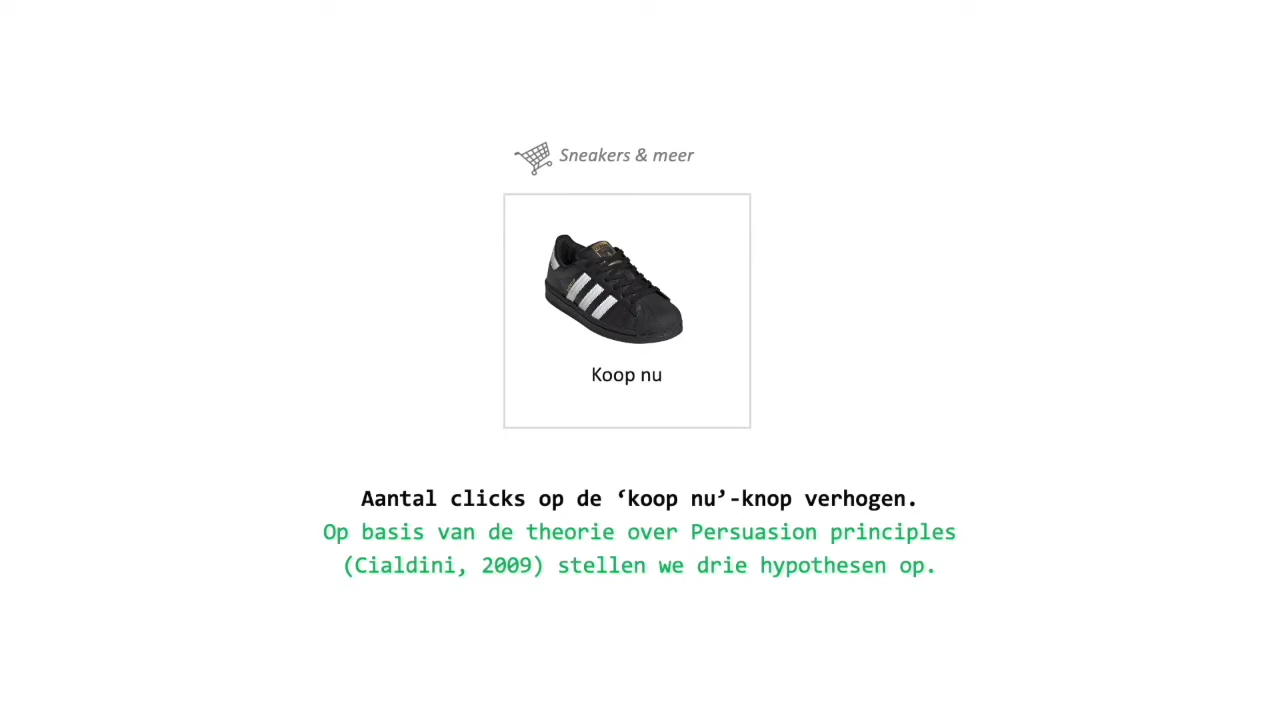 Sneakers & meer
Koop nu
Aantal clicks op de ‘koop nu’-knop verhogen.
Op basis van de theorie over Persuasion principles
(Cialdini, 2009) stellen we drie hypothesen op.